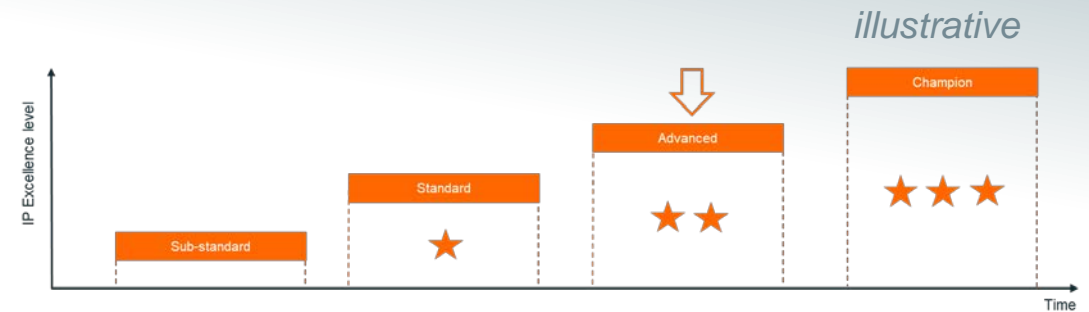 illustrative
Champion
Advanced
Standard
Sub-standard
IP Excellence level
Time